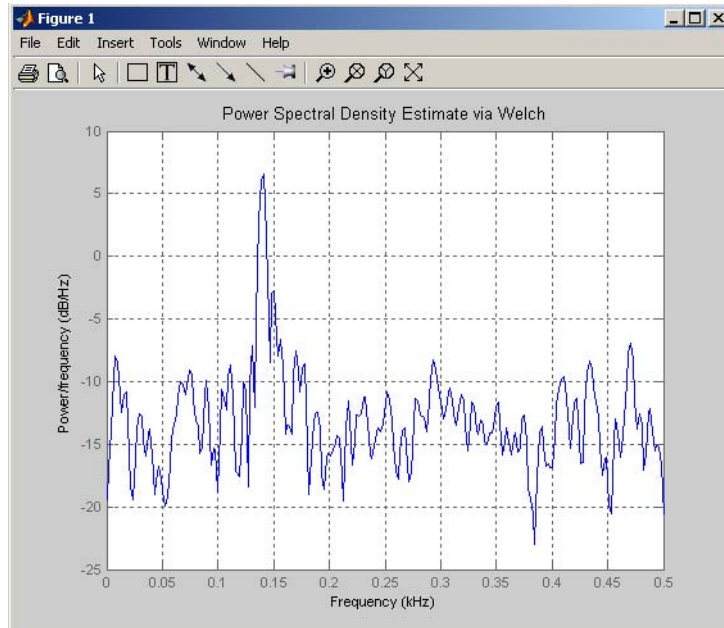 Figure 1
File Edit Insert Tools Window Help
T
Power Spectral Density Estimate via Welch
10
5
0
-5
-10
-15
-20
-25
Power/frequency (dB/Hz)
0 0.05 0.1 0.15 0.2 0.25 0.3 0.35 0.4 0.45 0.5
Frequency (kHz)